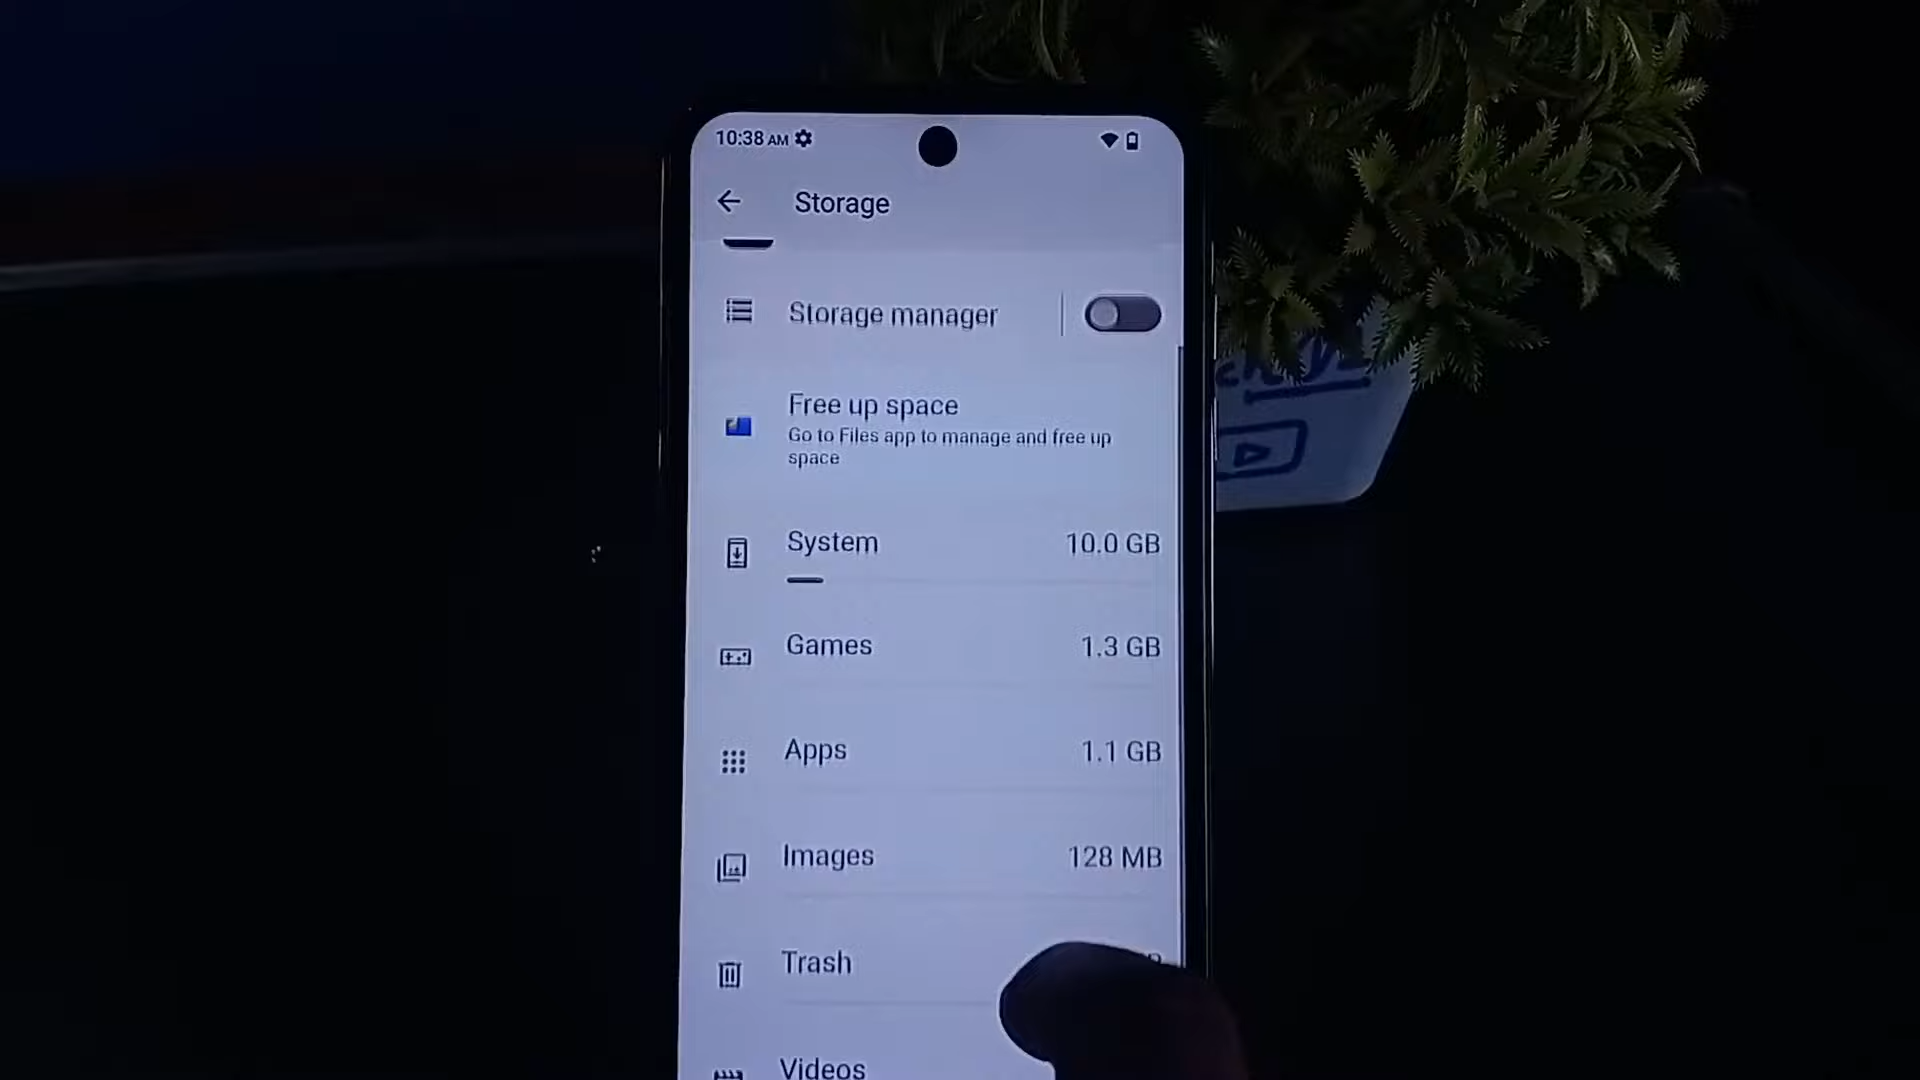 10:38 AM
Storage
Storage manager
Free up space
Go to Files app to manage and free up
space
System 10.0 GB
Games 1.3 GB
Apps 1.1 GB
Images 128 MB
Trash
Videos